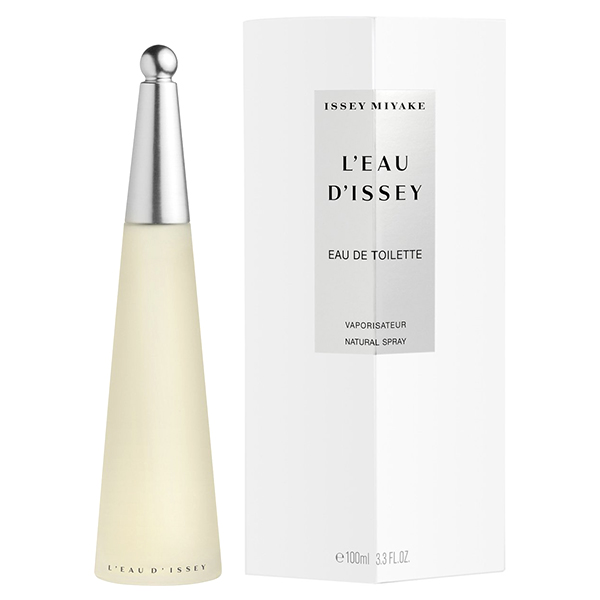 ISSEY MIYAKE
L'EAU
D'ISSEY
EAU DE TOILETTE
VAPORISATEUR
NATURAL SPRAY
℮100ml 3.3 FL.OZ.
L'EAU D'ISSEY